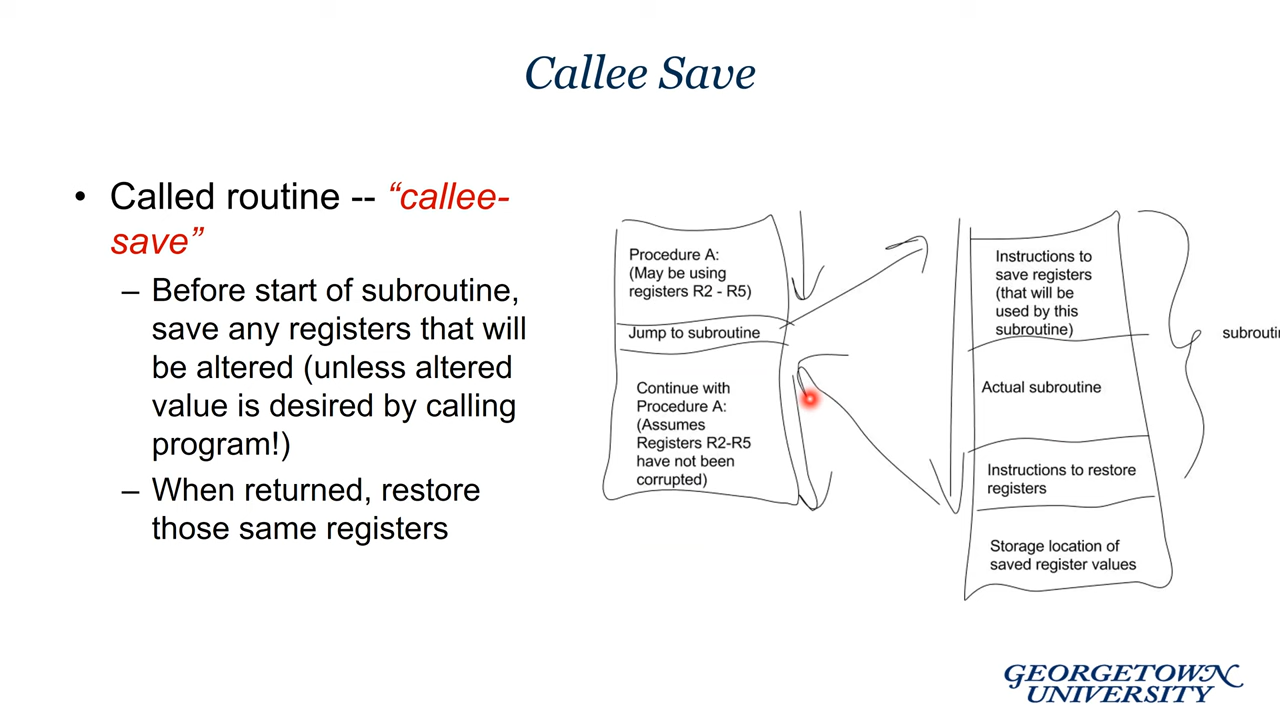 Callee Save
• Called routine -- “callee-
save”
– Before start of subroutine,
save any registers that will
be altered (unless altered
value is desired by calling
program!)
– When returned, restore
those same registers
Procedure A:
(May be using
registers R2 - R5)
Jump to subroutine
Continue with
Procedure A:
(Assumes
Registers R2-R5
have not been
corrupted)
Instructions to
save registers
(that will be
used by this
subroutine)
Actual subroutine
Instructions to restore
registers
Storage location of
saved register values
subroutin
GEORGETOWN
UNIVERSITY